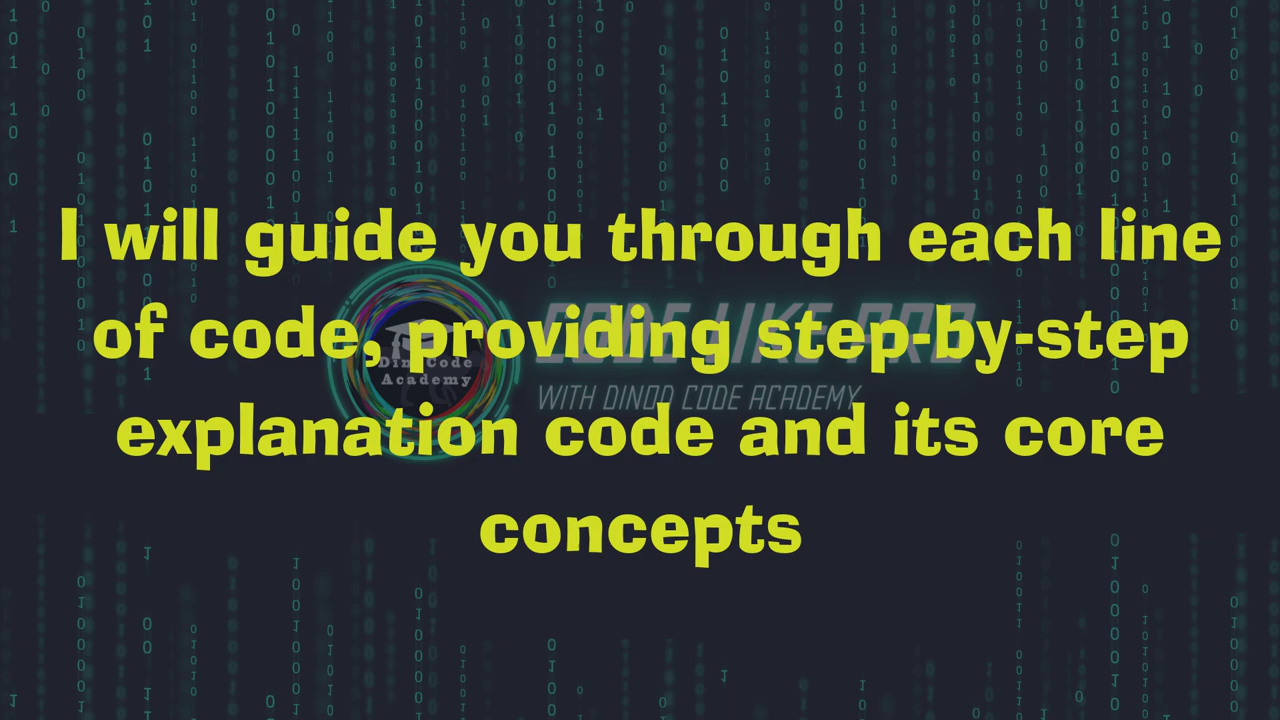 I will guide you through each line
of code, providing step-by-step
explanation code and its core
concepts
CODE LIKE PRO
WITH DINOD CODE ACADEMY
Code
Academy